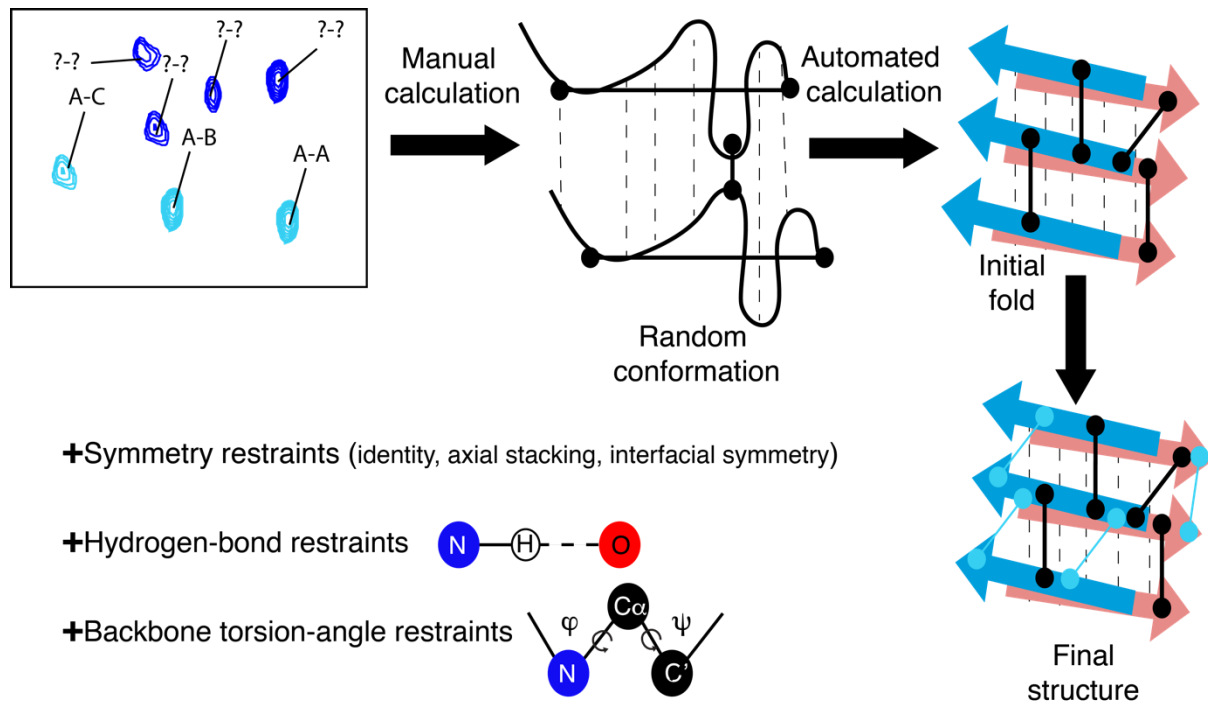 ?-?
?-?
?-?
?-?
?-?
A-C
A-B
A-A
Manual
calculation
Automated
calculation
Random
conformation
Initial
fold
+Symmetry restraints (identity, axial stacking, interfacial symmetry)
+Hydrogen-bond restraints
N
H
O
+Backbone torsion-angle restraints
φ
Cα
ψ
N
C'
Final
structure